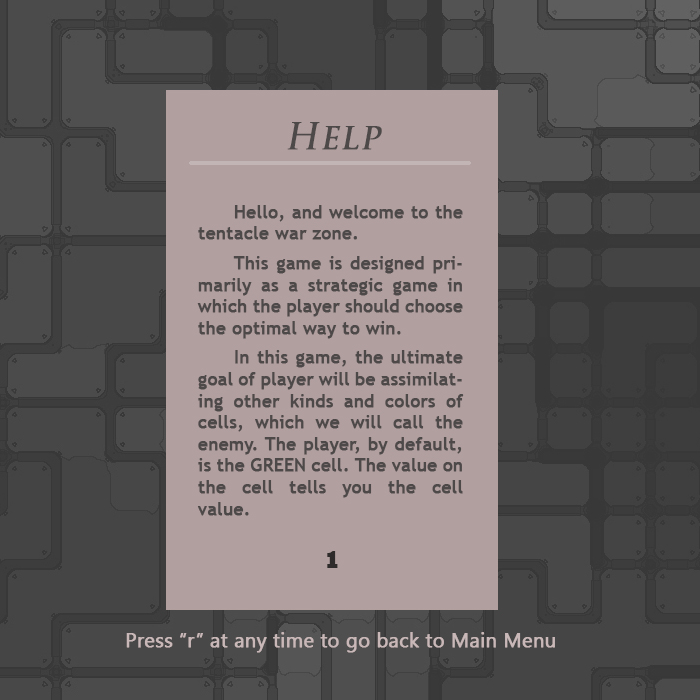 HELP
Hello, and welcome to the
tentacle war zone.
This game is designed pri-
marily as a strategic game in
which the player should choose
the optimal way to win.
In this game, the ultimate
goal of player will be assimilat-
ing other kinds and colors of
cells, which we will call the
enemy. The player, by default,
is the GREEN cell. The value on
the cell tells you the cell
value.
1
Press "r" at any time to go back to Main Menu